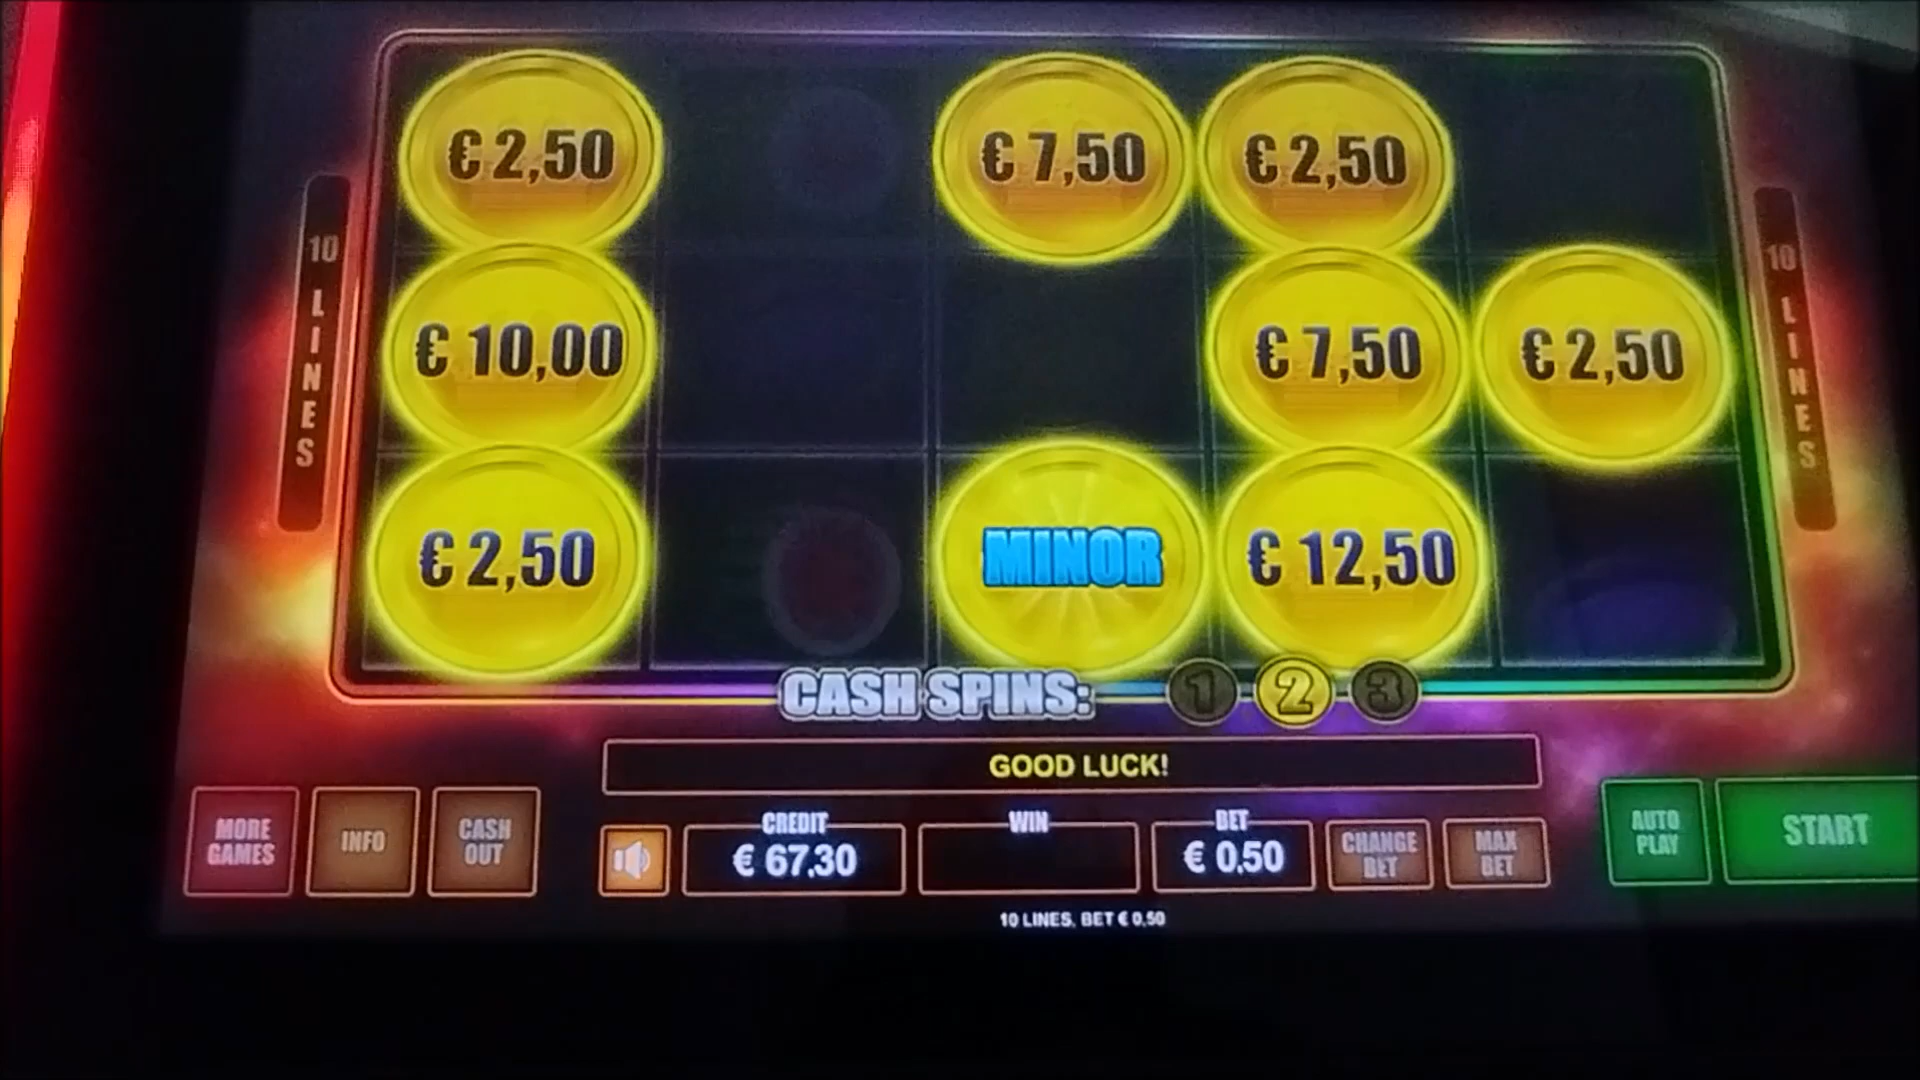 € 2,50
€ 7,50
€ 2,50
€ 10,00
€ 7,50
€ 2,50
€ 2,50
MINOR
€ 12,50
10 LINES
10 LINES
CASH SPINS: 1 2 3
GOOD LUCK!
MORE GAMES
INFO
CASH OUT
CREDIT
€ 67,30
WIN
BET
€ 0,50
CHANGE BET
MAX BET
AUTO PLAY
START
10 LINES, BET € 0,50